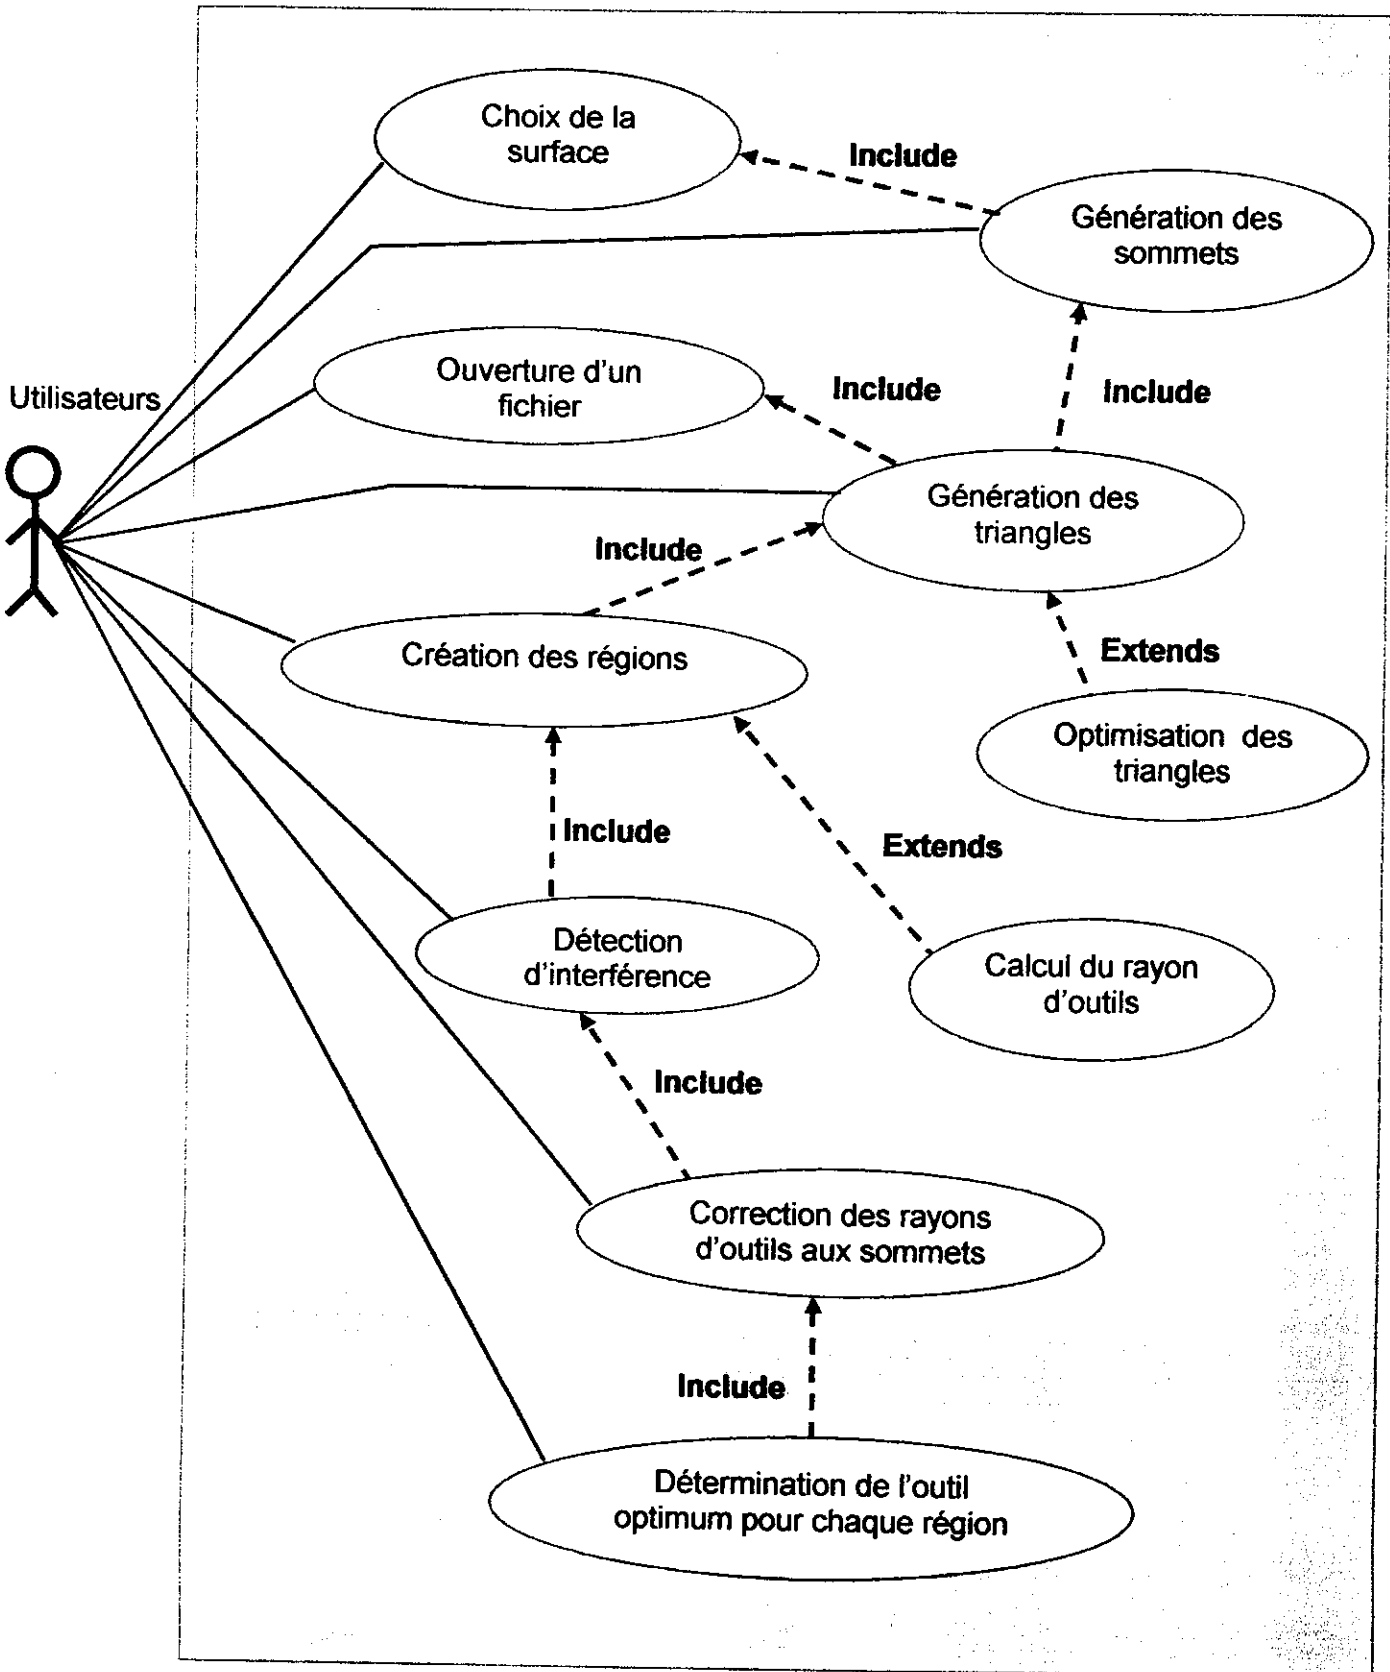 Choix de la
surface
Include
Génération des
sommets
Ouverture d'un
fichier
Include
Include
Utilisateurs
Génération des
triangles
Include
Création des régions
Extends
Optimisation des
triangles
Include
Extends
Détection
d'interférence
Calcul du rayon
d'outils
Include
Correction des rayons
d'outils aux sommets
Include
Détermination de l'outil
optimum pour chaque région